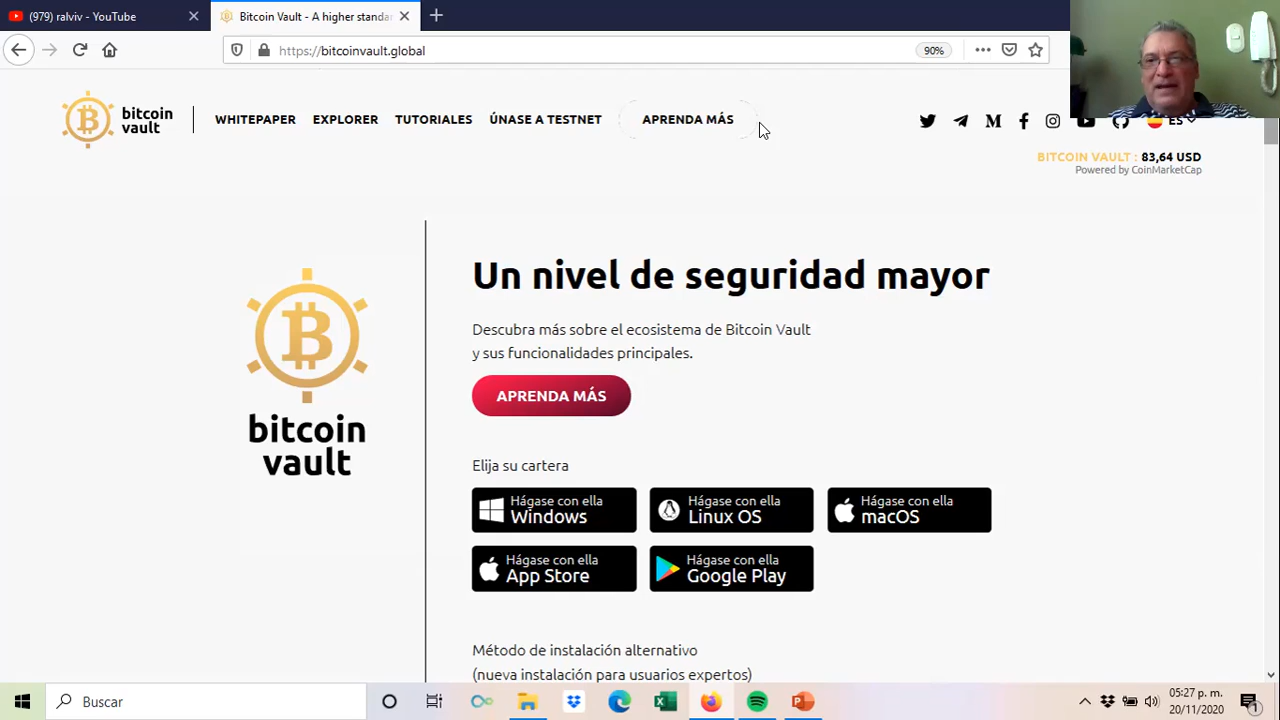 (979) ralviv - YouTube
Bitcoin Vault - A higher standa
https://bitcoinvault.global
90%
bitcoin
vault
WHITEPAPER
EXPLORER
TUTORIALES
ÚNASE A TESTNET
APRENDA MÁS
ES
BITCOIN VAULT : 83,64 USD
Powered by CoinMarketCap
Un nivel de seguridad mayor
Descubra más sobre el ecosistema de Bitcoin Vault
y sus funcionalidades principales.
APRENDA MÁS
bitcoin
vault
Elija su cartera
Hágase con ella
Windows
Hágase con ella
Linux OS
Hágase con ella
macOS
Hágase con ella
App Store
Hágase con ella
Google Play
Método de instalación alternativo
(nueva instalación para usuarios expertos)
Buscar
05:27 p. m.
20/11/2020
1